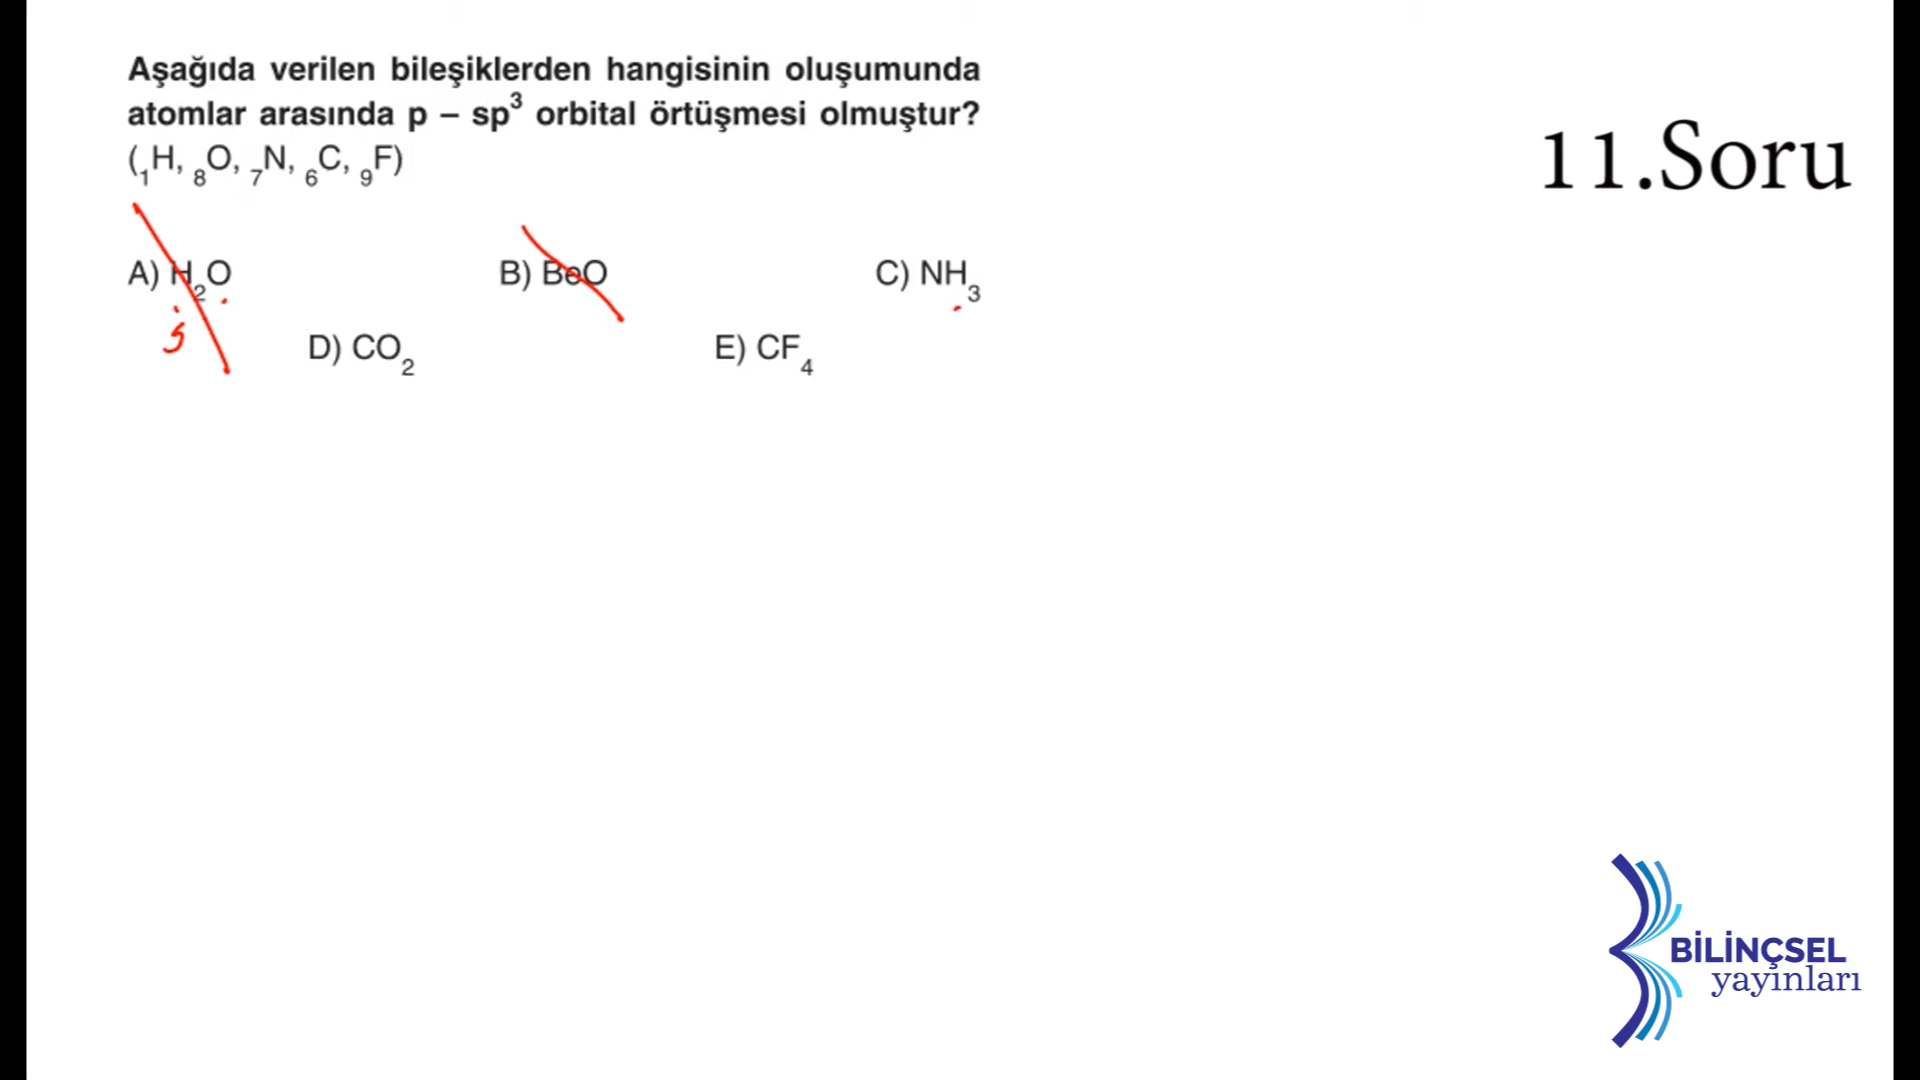 Aşağıda verilen bileşiklerden hangisinin oluşumunda
atomlar arasında p – sp³ orbital örtüşmesi olmuştur?
(₁H, ₈O, ₇N, ₆C, ₉F)
11.Soru
A) H₂O B) BeO C) NH₃
s
D) CO₂ E) CF₄
BİLİNÇSEL
yayınları